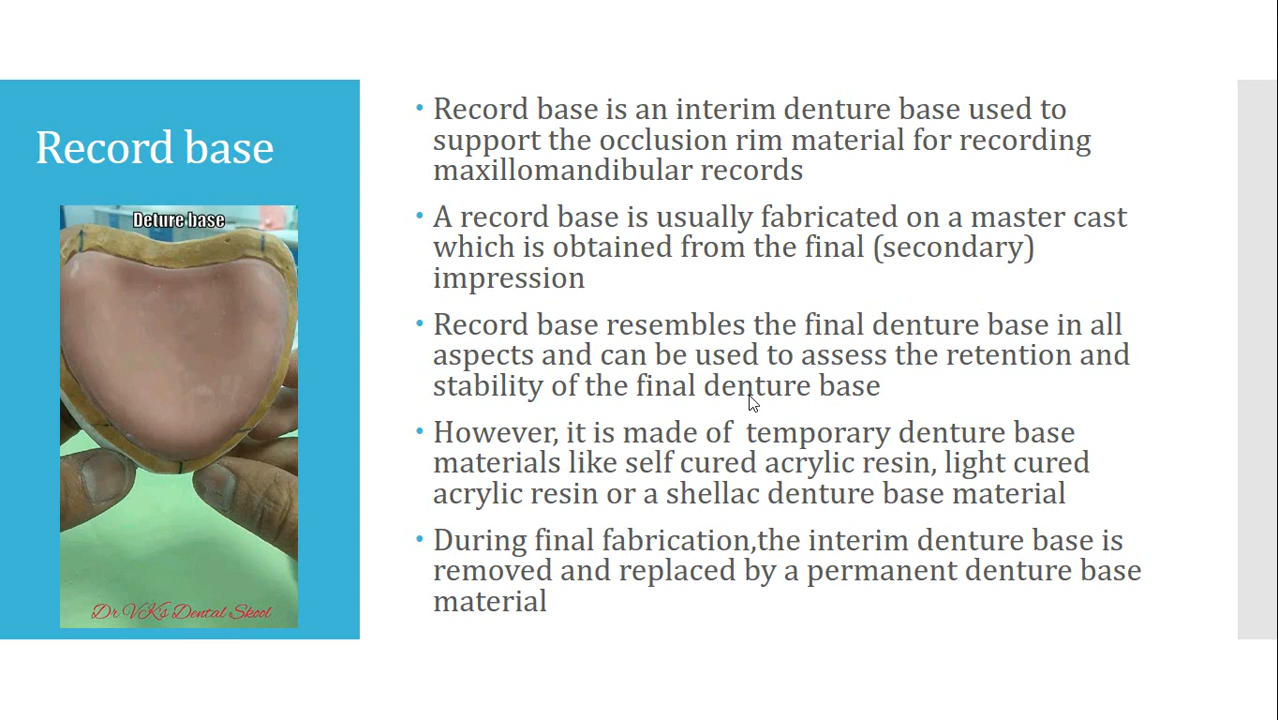 Record base
Deture base
Dr VK's Dental Skool
• Record base is an interim denture base used to
support the occlusion rim material for recording
maxillomandibular records
• A record base is usually fabricated on a master cast
which is obtained from the final (secondary)
impression
• Record base resembles the final denture base in all
aspects and can be used to assess the retention and
stability of the final denture base
• However, it is made of  temporary denture base
materials like self cured acrylic resin, light cured
acrylic resin or a shellac denture base material
• During final fabrication,the interim denture base is
removed and replaced by a permanent denture base
material